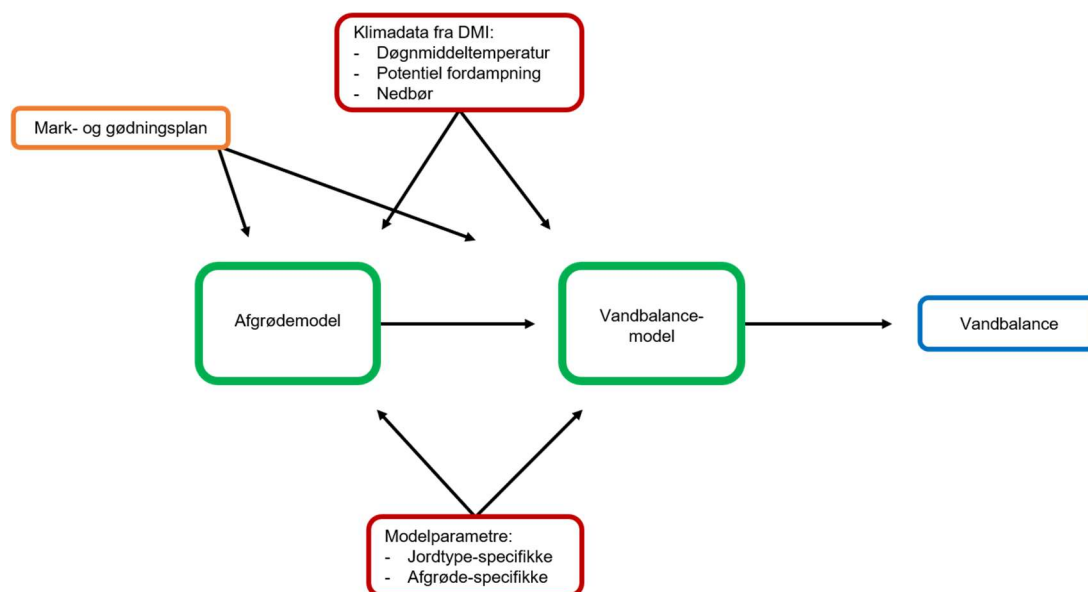 Klimadata fra DMI:
- Døgnmiddeltemperatur
- Potentiel fordampning
- Nedbør
Mark- og gødningsplan
Afgrødemodel
Vandbalance-
model
Vandbalance
Modelparametre:
- Jordtype-specifikke
- Afgrøde-specifikke